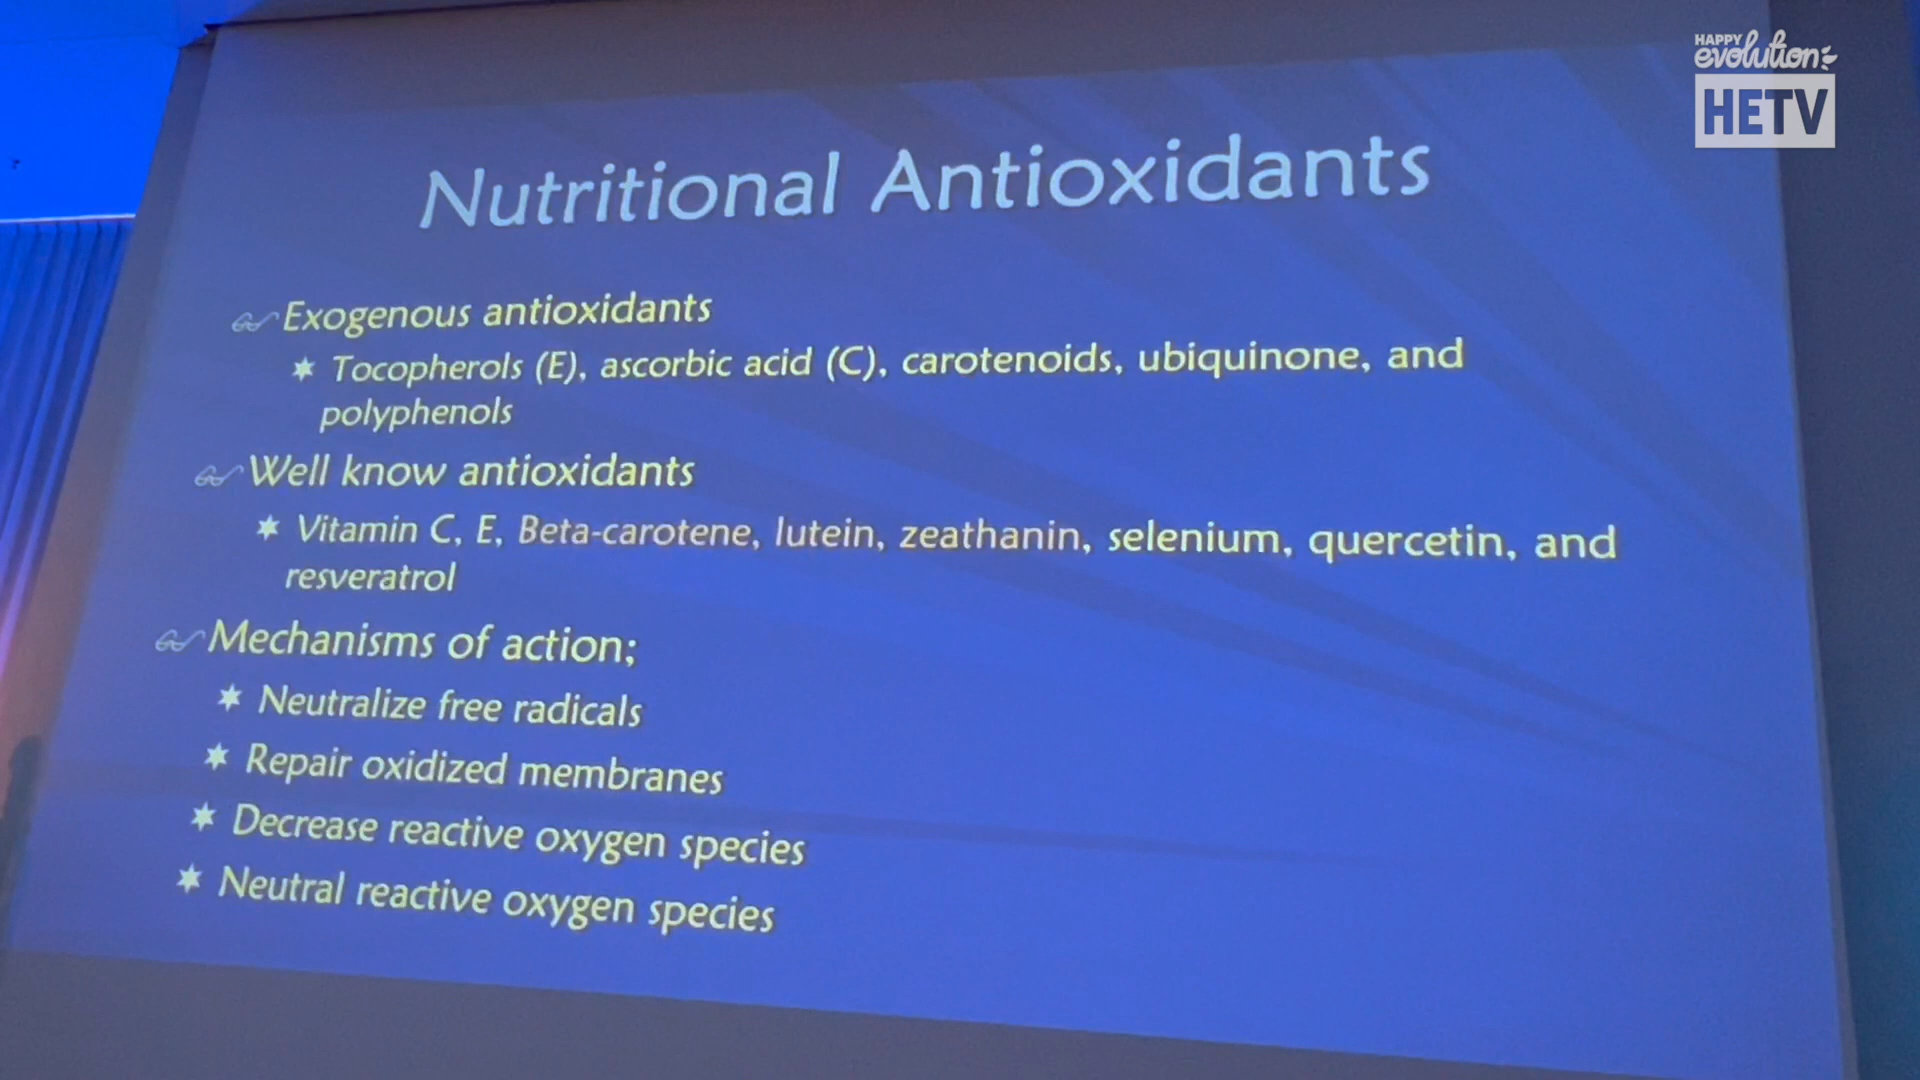 HAPPY
evolution
HETV
Nutritional Antioxidants
Exogenous antioxidants
Tocopherols (E), ascorbic acid (C), carotenoids, ubiquinone, and
polyphenols
Well know antioxidants
Vitamin C, E, Beta-carotene, lutein, zeathanin, selenium, quercetin, and
resveratrol
Mechanisms of action;
Neutralize free radicals
Repair oxidized membranes
Decrease reactive oxygen species
Neutral reactive oxygen species